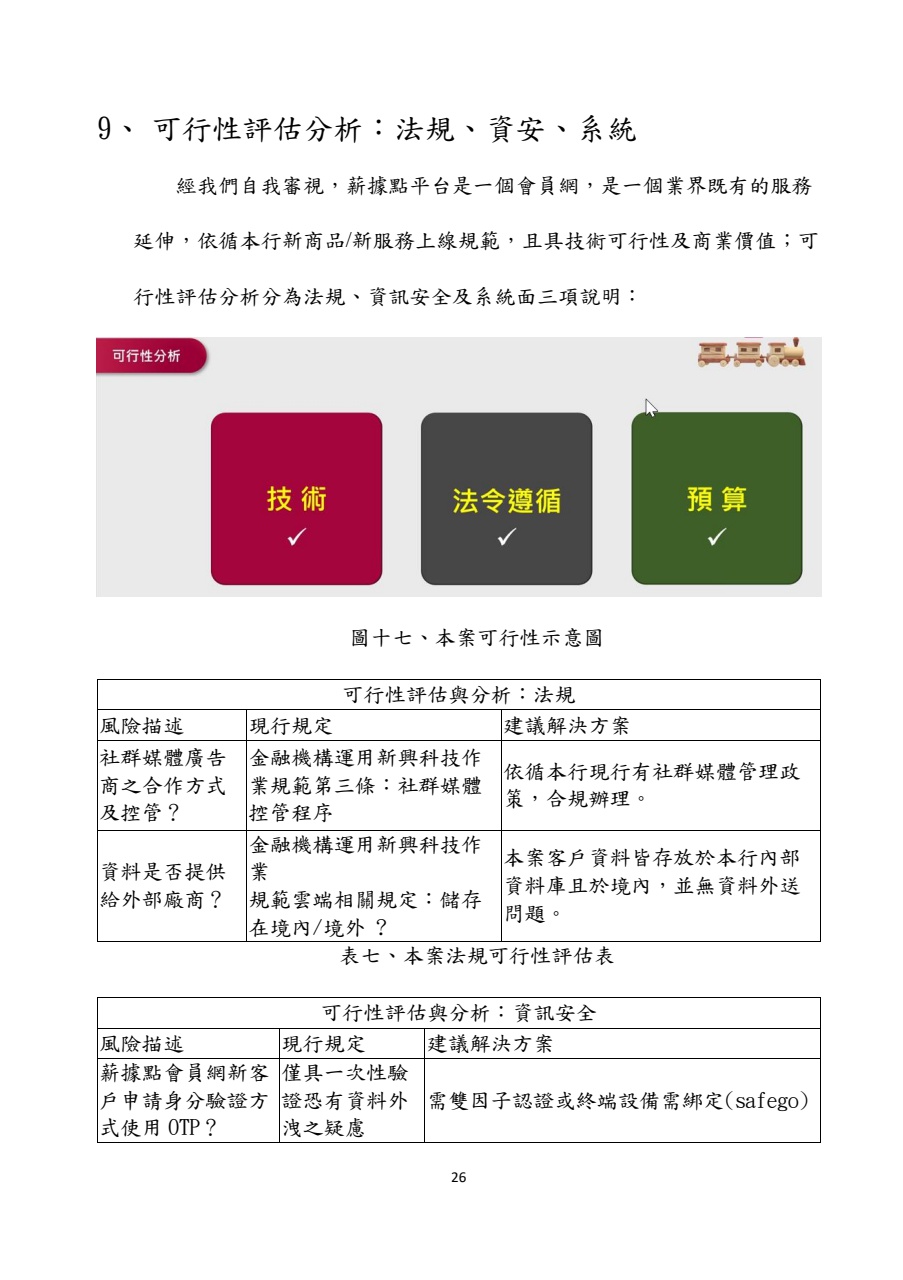 9、 可行性評估分析：法規、資安、系統
經我們自我審視，薪據點平台是一個會員網，是一個業界既有的服務
延伸，依循本行新商品/新服務上線規範，且具技術可行性及商業價值；可
行性評估分析分為法規、資訊安全及系統面三項說明：
可行性分析
技 術
法令遵循
預 算
圖十七、本案可行性示意圖
可行性評估與分析：法規
風險描述 現行規定 建議解決方案
社群媒體廣告
商之合作方式
及控管？
金融機構運用新興科技作
業規範第三條：社群媒體
控管程序
依循本行現行有社群媒體管理政
策，合規辦理。
資料是否提供
給外部廠商？
金融機構運用新興科技作
業
規範雲端相關規定：儲存
在境內/境外 ？
本案客戶資料皆存放於本行內部
資料庫且於境內，並無資料外送
問題。
表七、本案法規可行性評估表
可行性評估與分析：資訊安全
風險描述 現行規定 建議解決方案
薪據點會員網新客
戶申請身分驗證方
式使用 OTP？
僅具一次性驗
證恐有資料外
洩之疑慮
需雙因子認證或終端設備需綁定(safego)
26